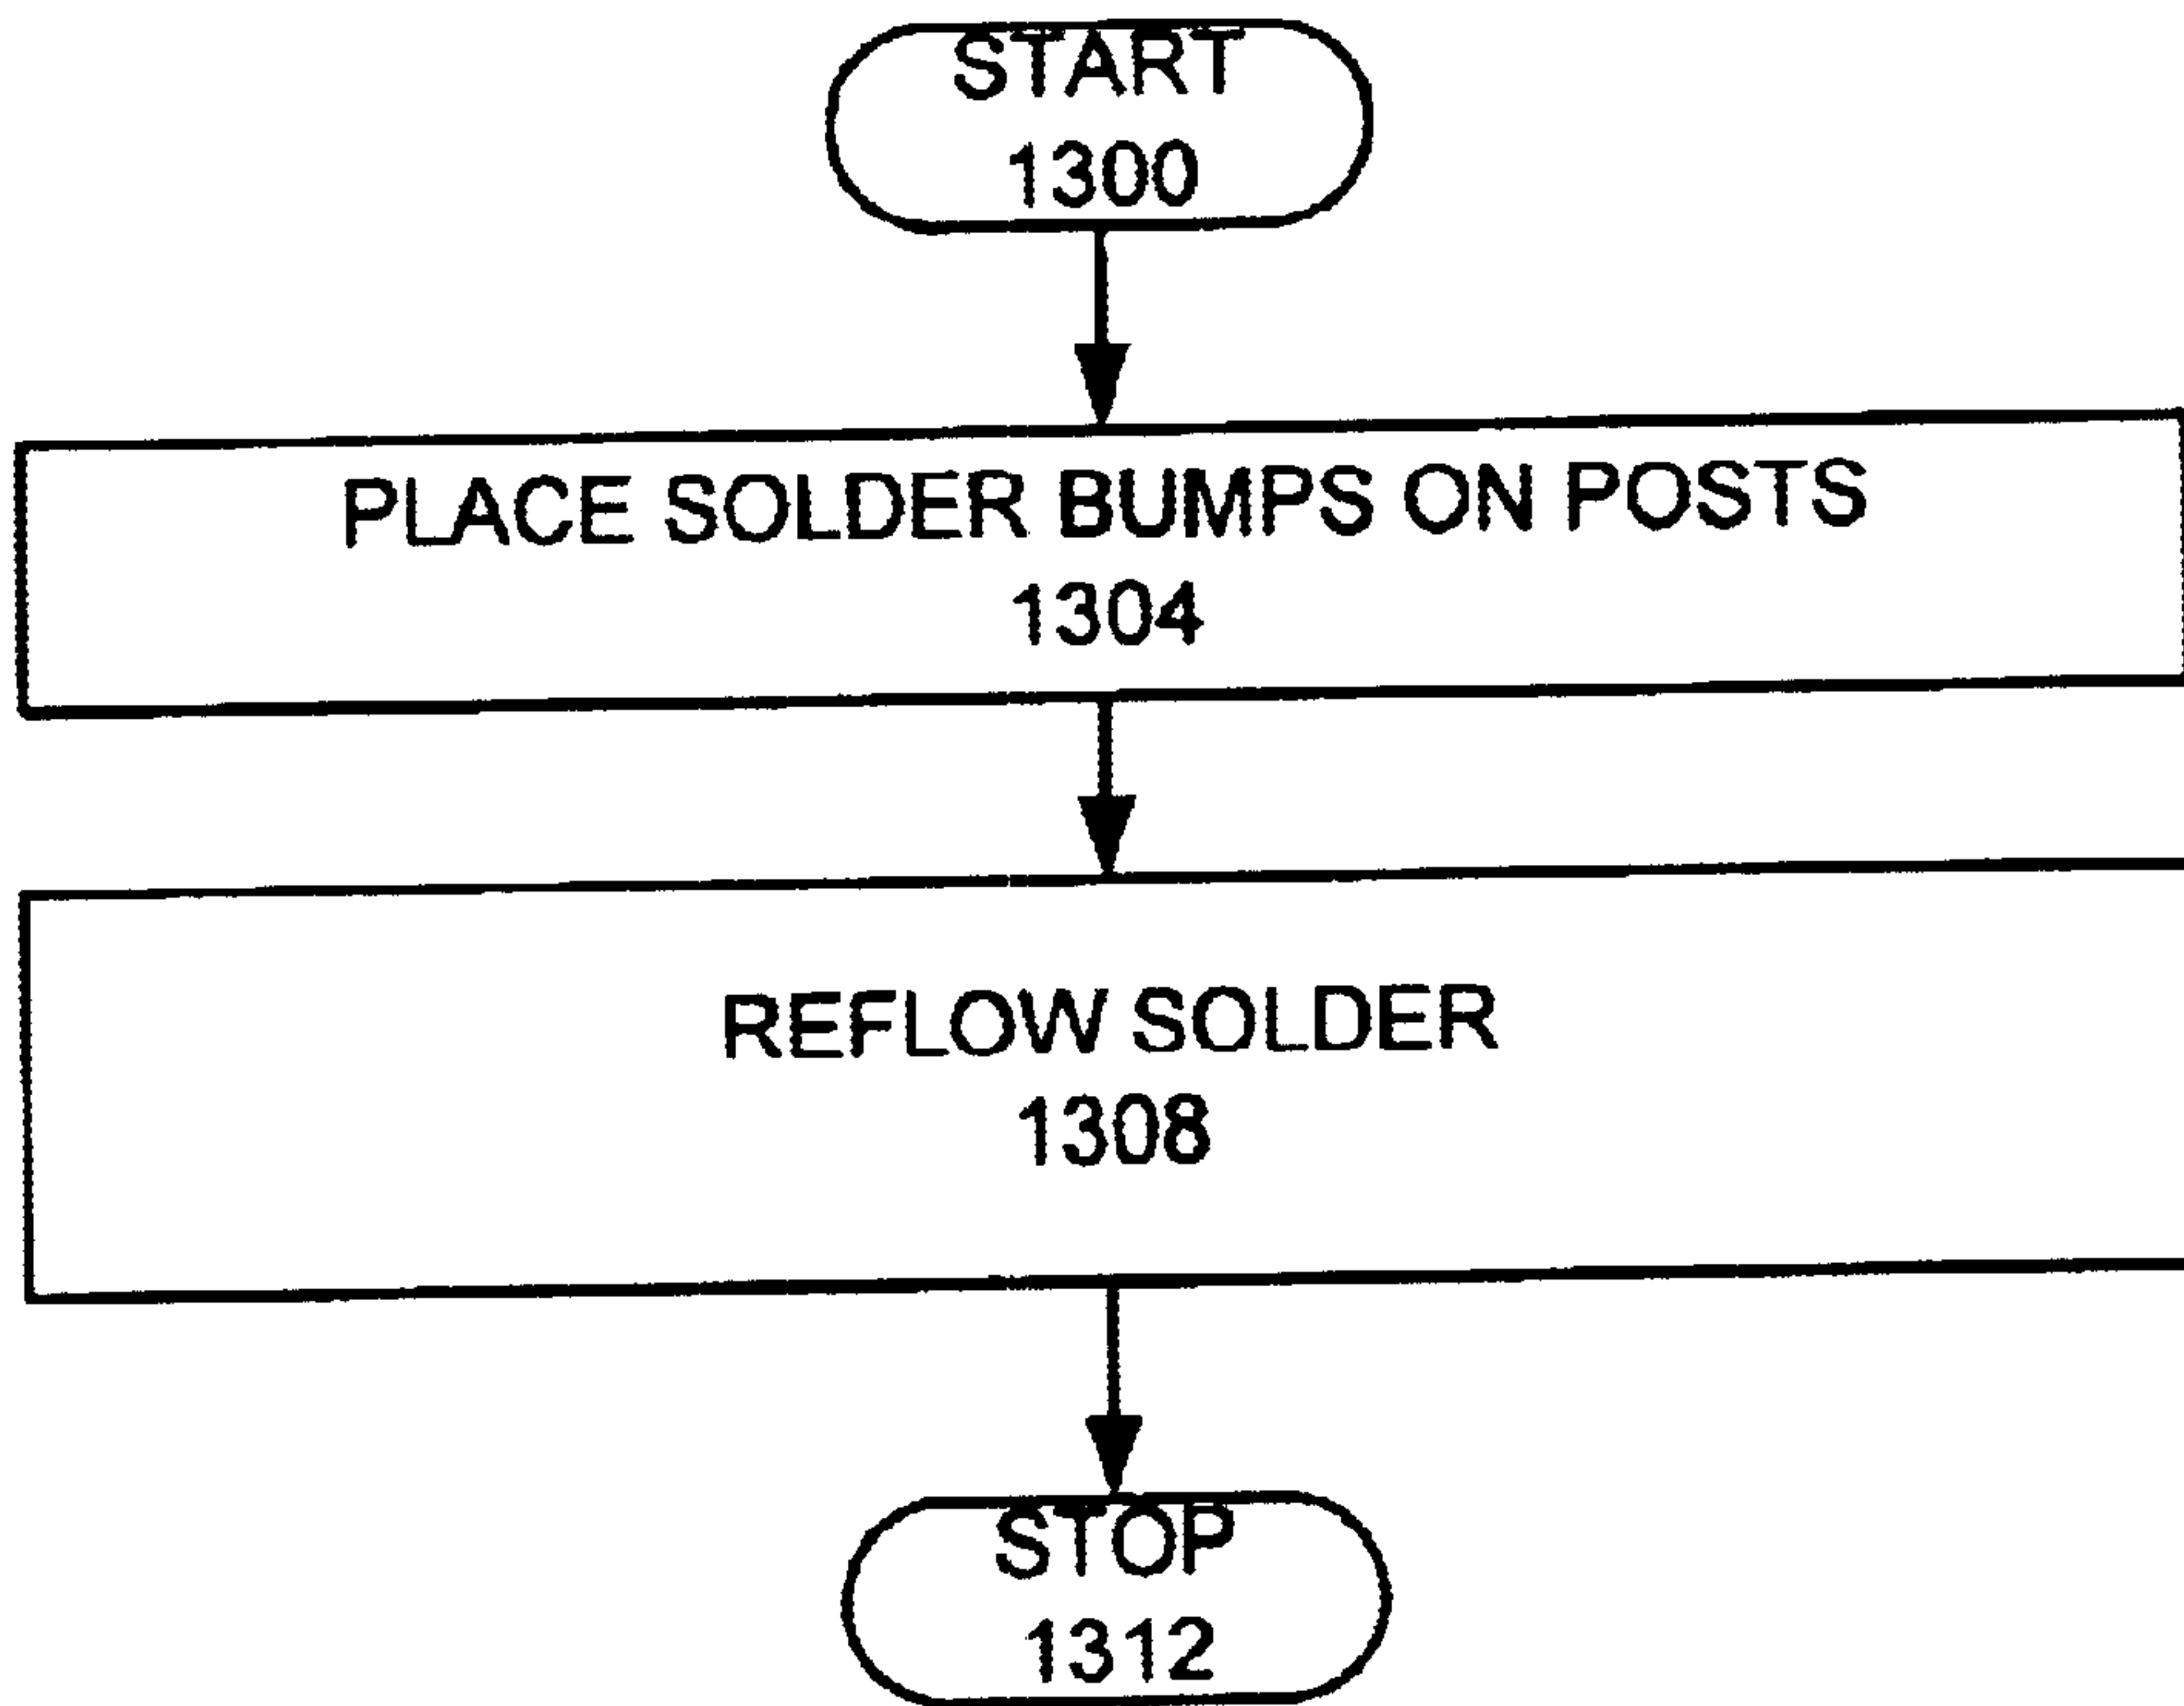 START
1300
PLACE SOLDER BUMPS ON POSTS
1304
REFLOW SOLDER
1308
STOP
1312